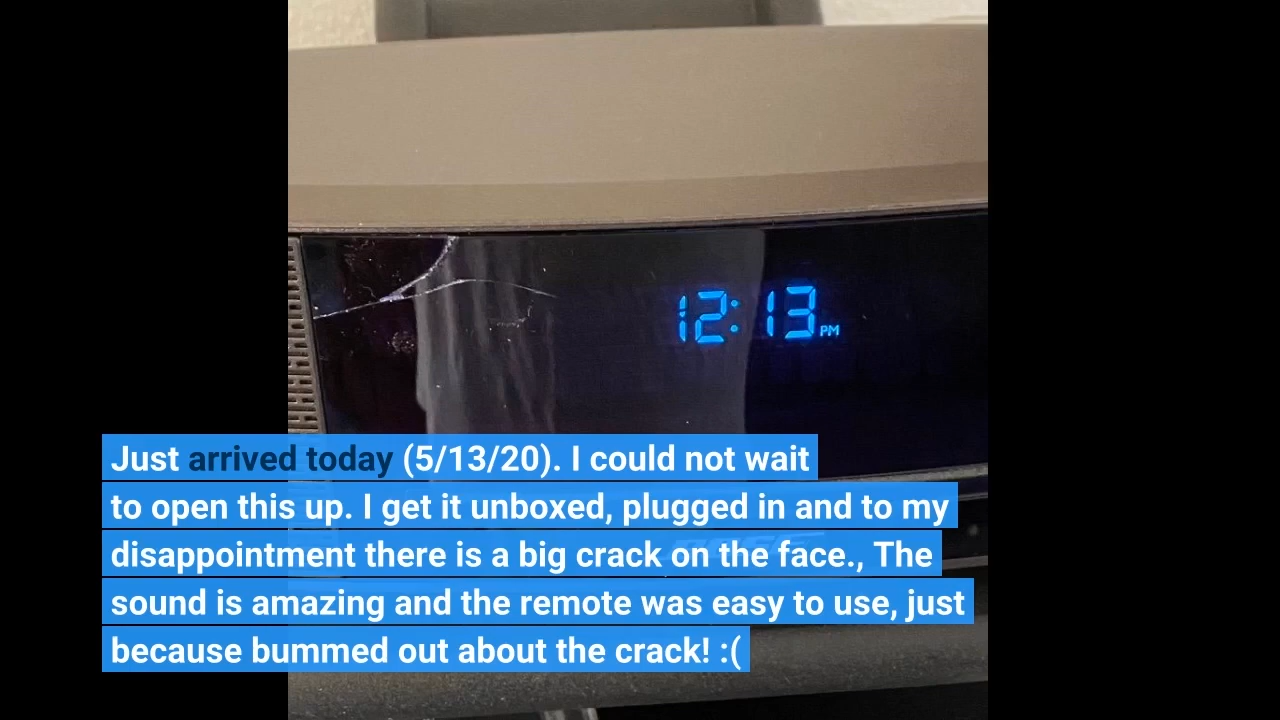 12:13 PM
Just arrived today (5/13/20). I could not wait
to open this up. I get it unboxed, plugged in and to my
disappointment there is a big crack on the face., The
sound is amazing and the remote was easy to use, just
because bummed out about the crack! :(